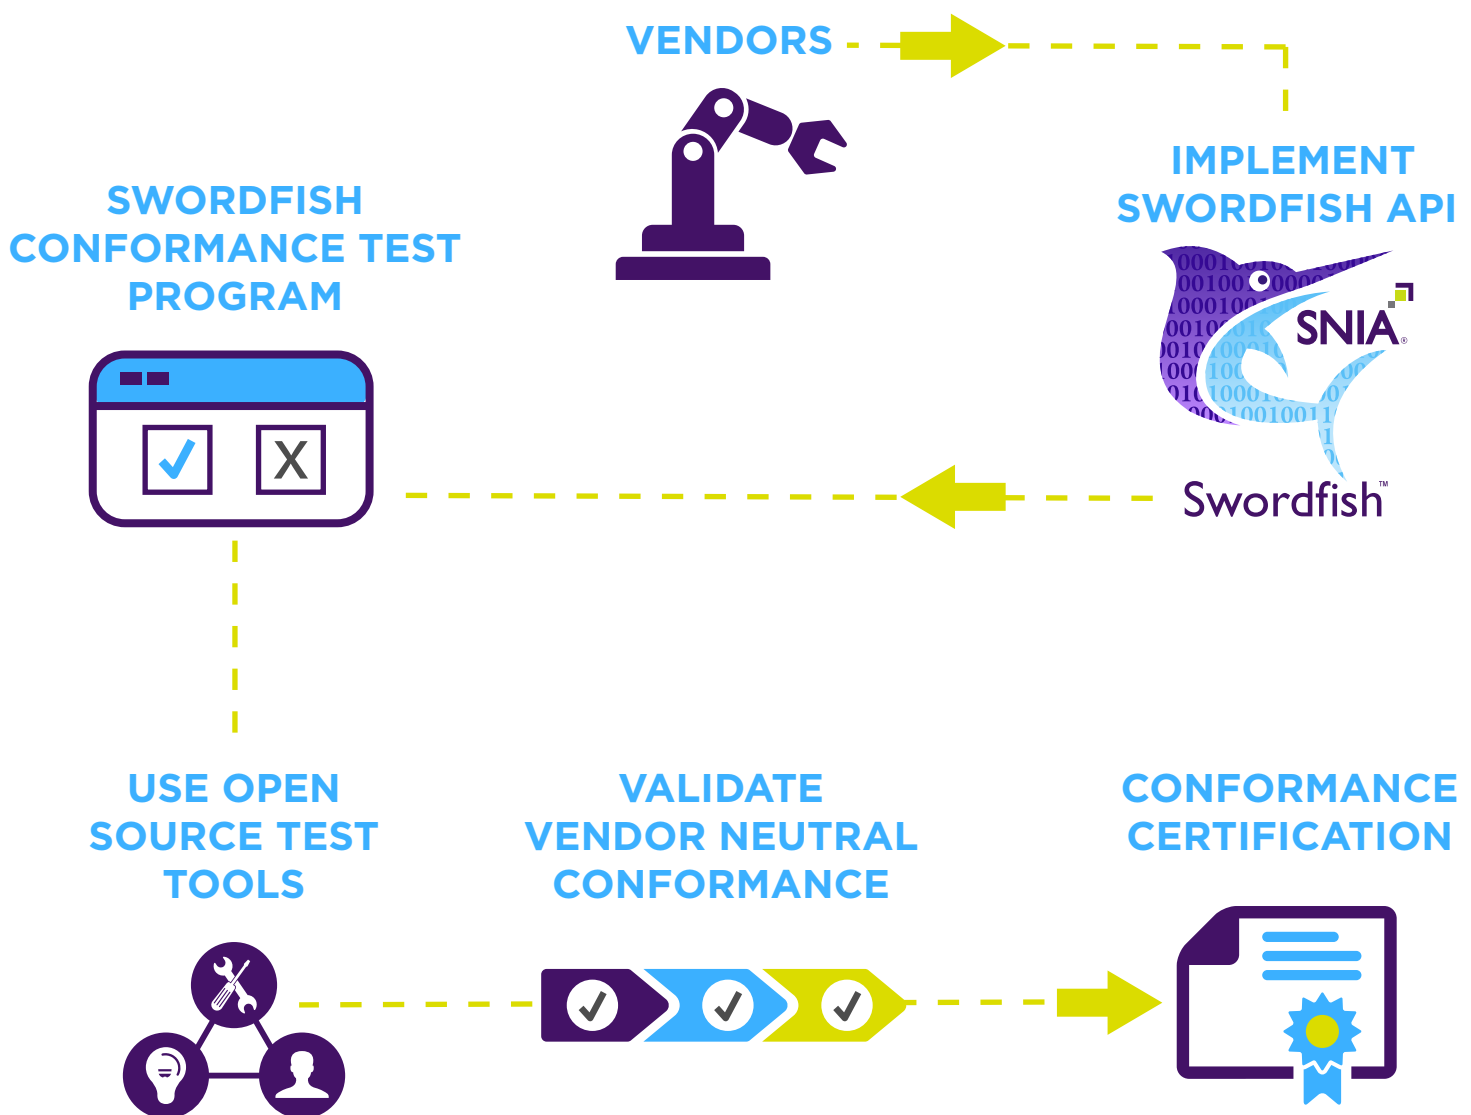 VENDORS
IMPLEMENT
SWORDFISH API
SNIA®
Swordfish™
SWORDFISH
CONFORMANCE TEST
PROGRAM
X
USE OPEN
SOURCE TEST
TOOLS
VALIDATE
VENDOR NEUTRAL
CONFORMANCE
CONFORMANCE
CERTIFICATION